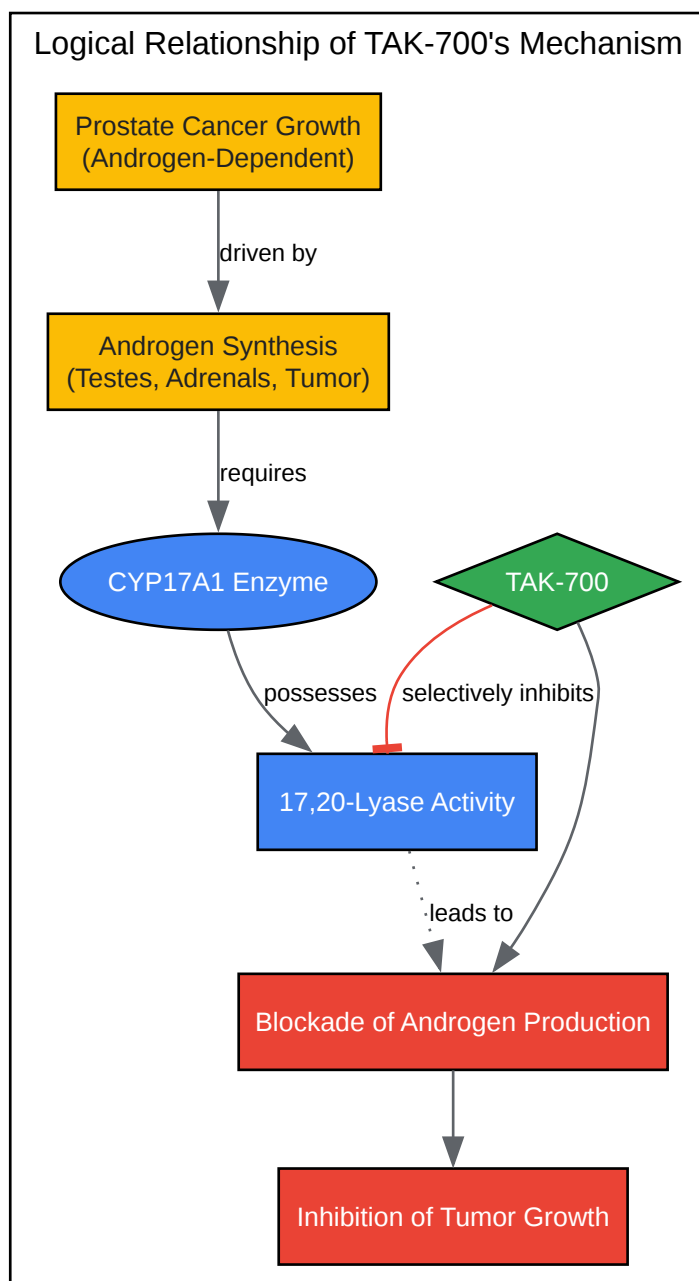 Logical Relationship of TAK-700's Mechanism
Prostate Cancer Growth
(Androgen-Dependent)
driven by
Androgen Synthesis
(Testes, Adrenals, Tumor)
requires
CYP17A1 Enzyme
TAK-700
possesses
selectively inhibits
17,20-Lyase Activity
leads to
Blockade of Androgen Production
Inhibition of Tumor Growth